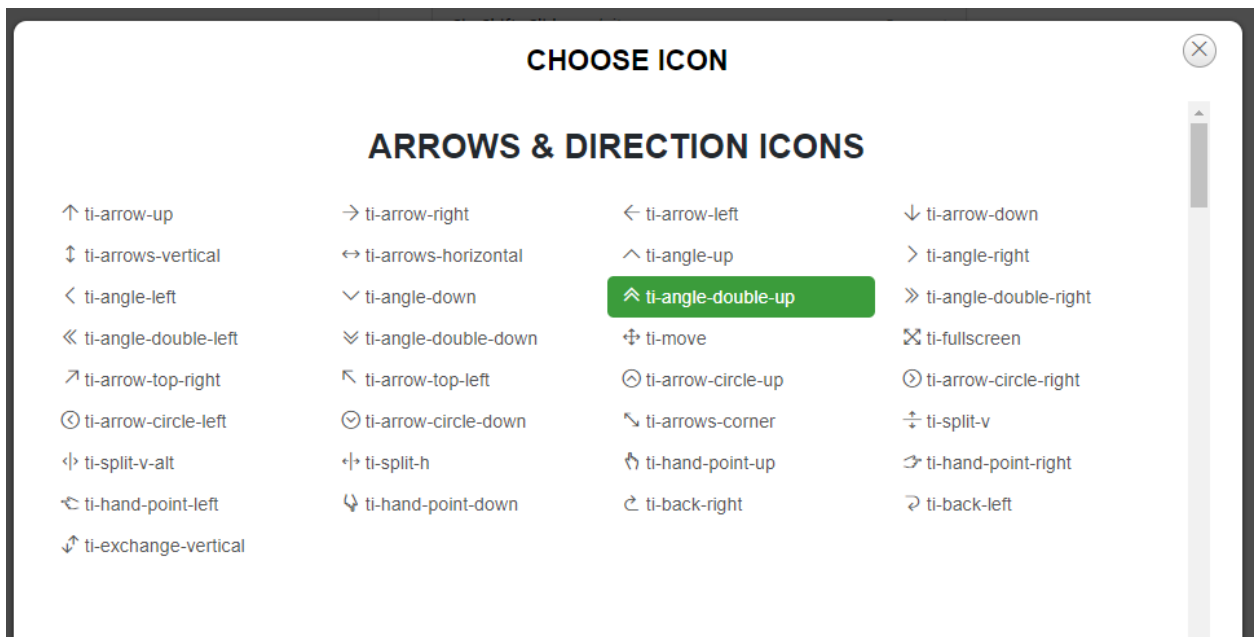 CHOOSE ICON
ARROWS & DIRECTION ICONS
ti-arrow-up ti-arrow-right ti-arrow-left ti-arrow-down
ti-arrows-vertical ti-arrows-horizontal ti-angle-up ti-angle-right
ti-angle-left ti-angle-down ti-angle-double-up ti-angle-double-right
ti-angle-double-left ti-angle-double-down ti-move ti-fullscreen
ti-arrow-top-right ti-arrow-top-left ti-arrow-circle-up ti-arrow-circle-right
ti-arrow-circle-left ti-arrow-circle-down ti-arrows-corner ti-split-v
ti-split-v-alt ti-split-h ti-hand-point-up ti-hand-point-right
ti-hand-point-left ti-hand-point-down ti-back-right ti-back-left
ti-exchange-vertical